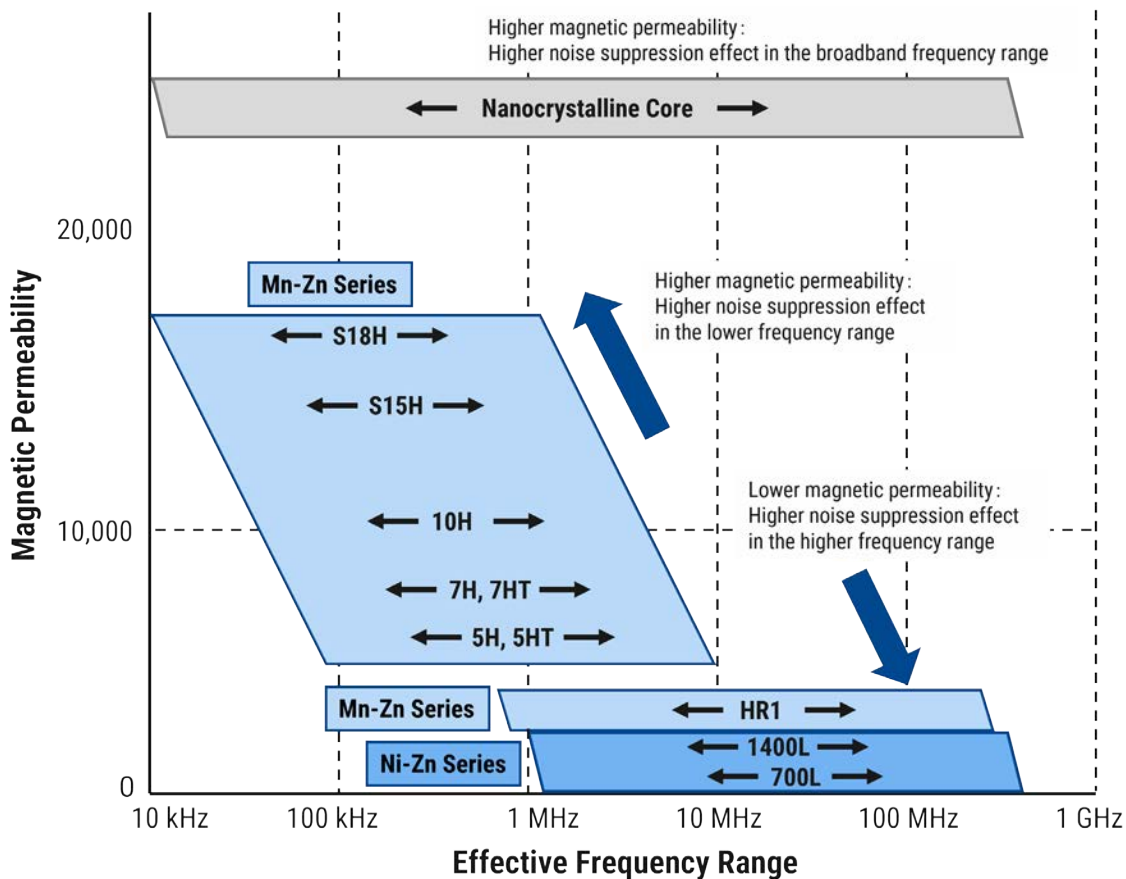 Higher magnetic permeability:
Higher noise suppression effect in the broadband frequency range
Nanocrystalline Core
20,000
Mn-Zn Series
Higher magnetic permeability:
Higher noise suppression effect
in the lower frequency range
S18H
S15H
Magnetic Permeability
Lower magnetic permeability:
Higher noise suppression effect
in the higher frequency range
10,000
10H
7H, 7HT
5H, 5HT
Mn-Zn Series
HR1
Ni-Zn Series
1400L
700L
0
10 kHz
100 kHz
1 MHz
10 MHz
100 MHz
1 GHz
Effective Frequency Range